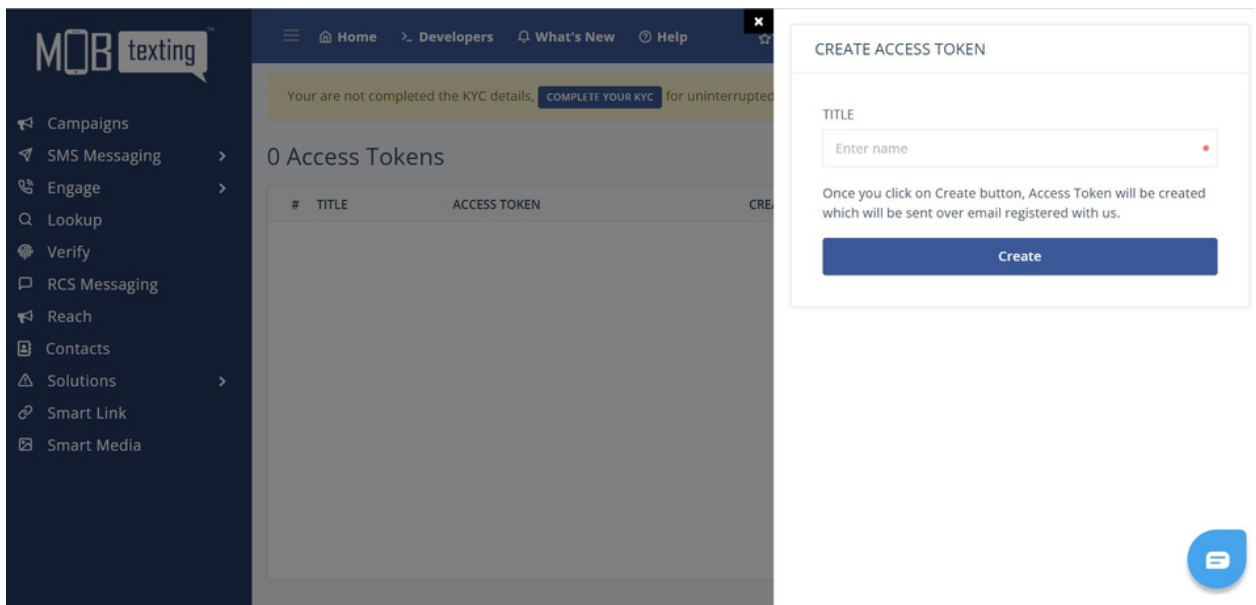 MOB texting
™
Home
Developers
What's New
Help
Your are not completed the KYC details, COMPLETE YOUR KYC for uninterrupted
0 Access Tokens
# TITLE ACCESS TOKEN CREA
Campaigns
SMS Messaging
Engage
Lookup
Verify
RCS Messaging
Reach
Contacts
Solutions
Smart Link
Smart Media
CREATE ACCESS TOKEN
TITLE
Enter name *
Once you click on Create button, Access Token will be created
which will be sent over email registered with us.
Create